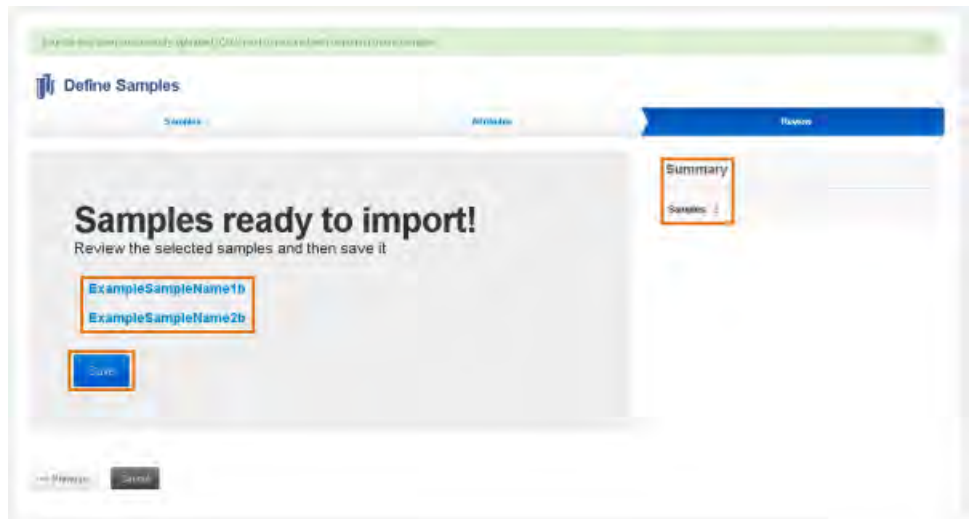 Define Samples
Samples
Attributes
Review
Samples ready to import!
Review the selected samples and then save it
ExampleSampleName1b
ExampleSampleName2b
Save
Summary
Samples
Previous